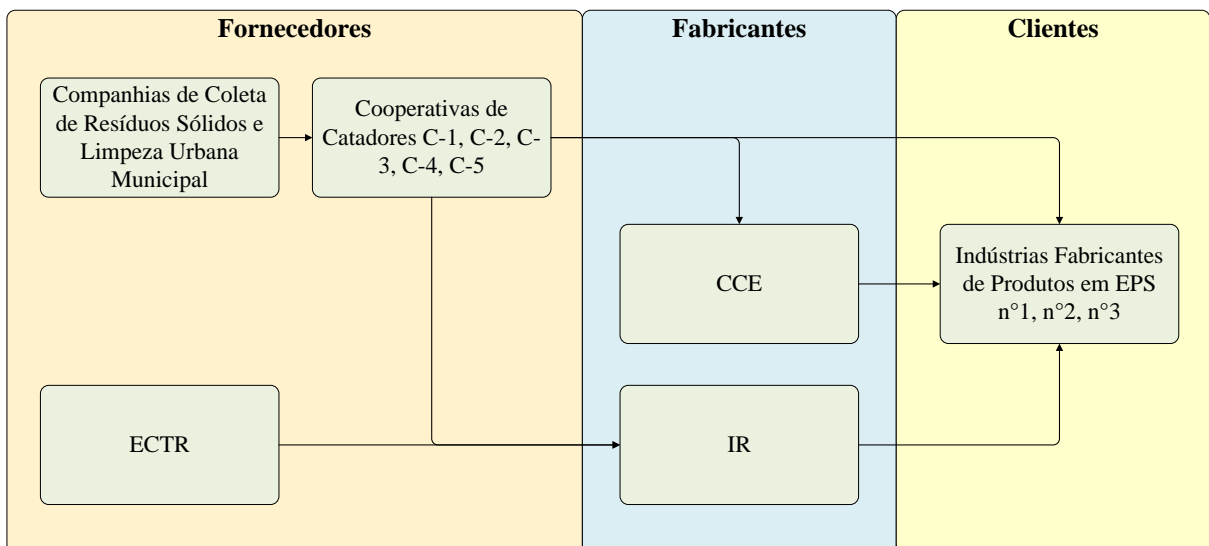 Fornecedores
Fabricantes
Clientes
Companhias de Coleta
de Resíduos Sólidos e
Limpeza Urbana
Municipal
Cooperativas de
Catadores C-1, C-2, C-
3, C-4, C-5
CCE
Indústrias Fabricantes
de Produtos em EPS
n°1, n°2, n°3
ECTR
IR